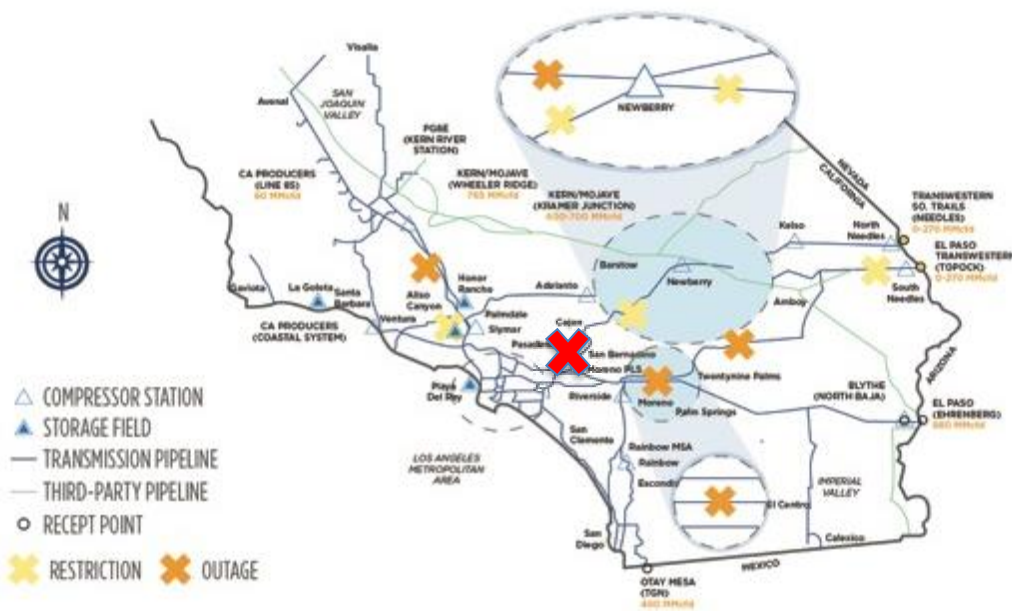 Visalia
Avenal
SAN
JOAQUIN
VALLEY
PG&E
(KERN RIVER
STATION)
CA PRODUCERS
(LINE 85)
60 MMcfd
KERN/MOJAVE
(WHEELER RIDGE)
765 MMcfd
KERN/MOJAVE
(KRAMER JUNCTION)
NEWBERRY
NEVADA
CALIFORNIA
TRANSWESTERN
SO. TRAILS
(NEEDLES)
0-270 MMcfd
EL PASO
TRANSWESTERN
(TOPOCK)
0-270 MMcfd
N
Kelso
North
Needles
South
Needles
Barstow
Newberry
Amboy
Adelanto
Honor
Rancho
Aliso
Canyon
Palmdale
Sylmar
Gaviota
La Goleta
Santa
Barbara
Ventura
CA PRODUCERS
(COASTAL SYSTEM)
Cajon
San Bernardino
Moreno PLS
Riverside
Moreno
Twentynine Palms
Palm Springs
BLYTHE
(NORTH BAJA)
ARIZONA
EL PASO
(EHRENBERG)
Playa
Del Rey
San
Clemente
LOS ANGELES
METROPOLITAN
AREA
Rainbow MSA
Rainbow
El Centro
IMPERIAL
VALLEY
Calexico
San
Diego
MEXICO
OTAY MESA
(TGN)
400 MMcfd
COMPRESSOR STATION
STORAGE FIELD
TRANSMISSION PIPELINE
THIRD-PARTY PIPELINE
RECEPT POINT
RESTRICTION
OUTAGE